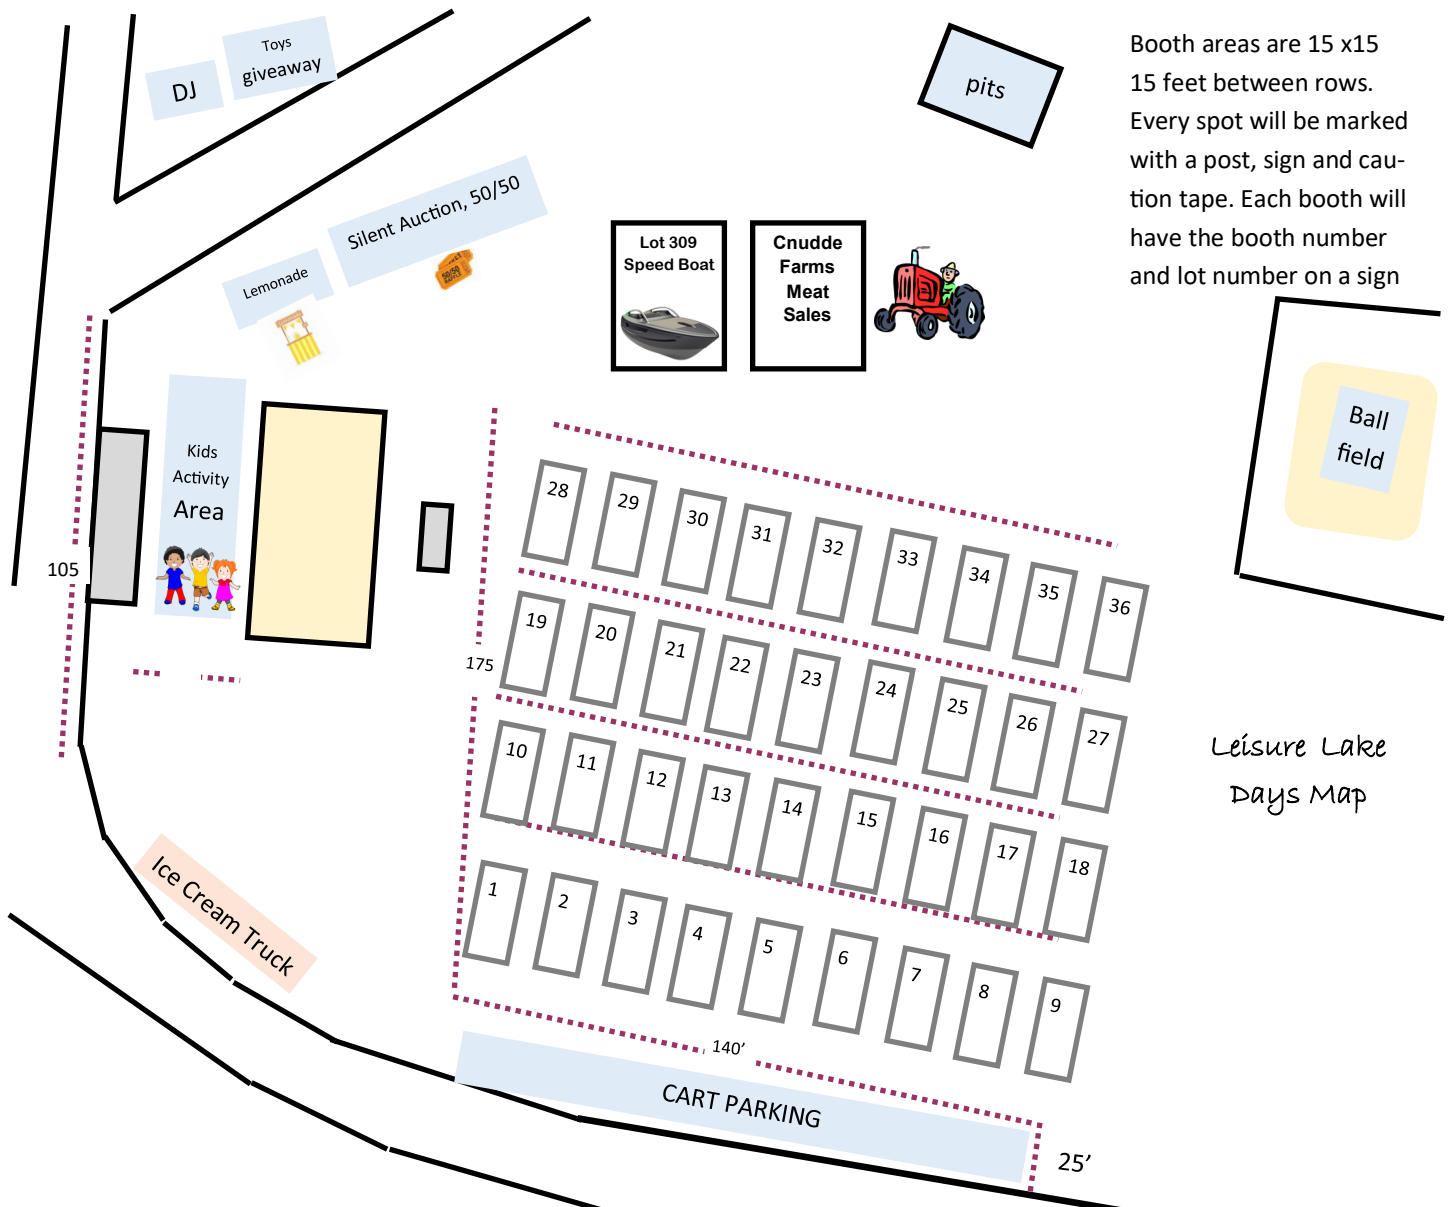 Toys
giveaway
DJ
pits
Booth areas are 15 x15
15 feet between rows.
Every spot will be marked
with a post, sign and cau-
tion tape. Each booth will
have the booth number
and lot number on a sign
Silent Auction, 50/50
50/50
Lemonade
Lot 309
Speed Boat
Cnudde
Farms
Meat
Sales
Ball
field
Kids
Activity
Area
105
175
28
29
30
31
32
33
34
35
36
19
20
21
22
23
24
25
26
27
10
11
12
13
14
15
16
17
18
1
2
3
4
5
6
7
8
9
Leisure Lake
Days Map
Ice Cream Truck
140’
CART PARKING
25’